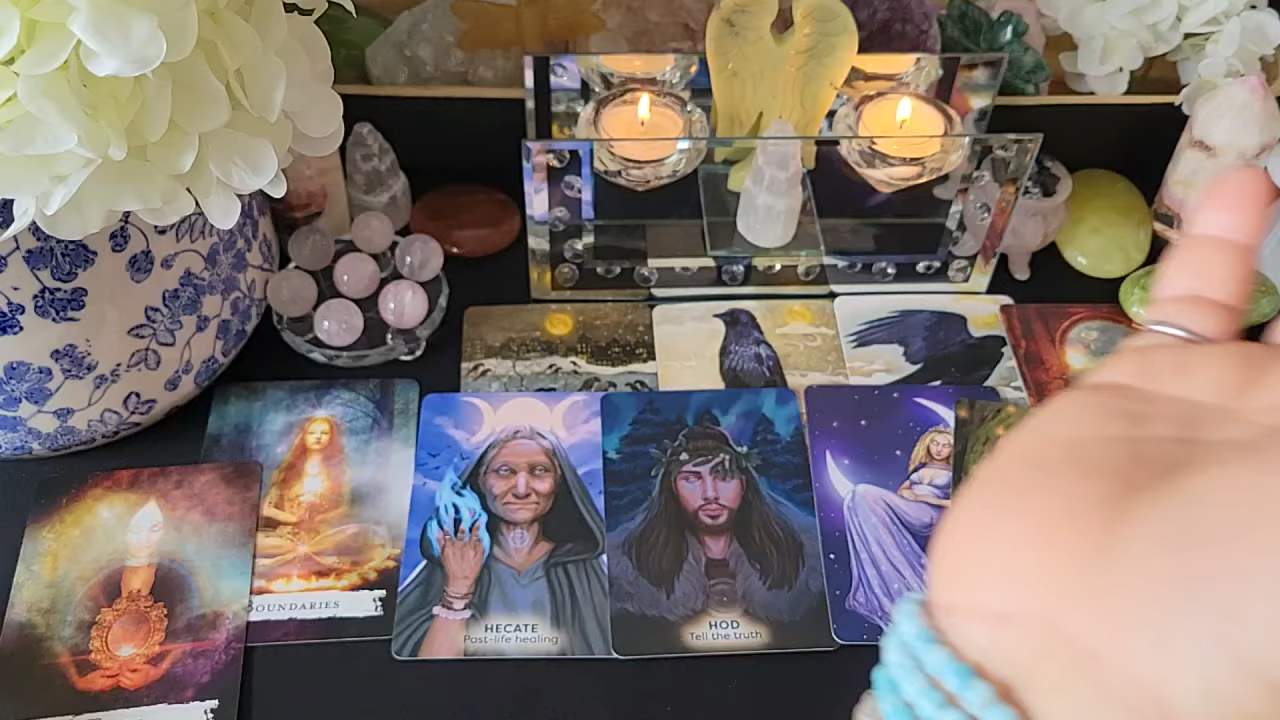 OUNDARIES
HECATE
Past-life healing
HOD
Tell the truth